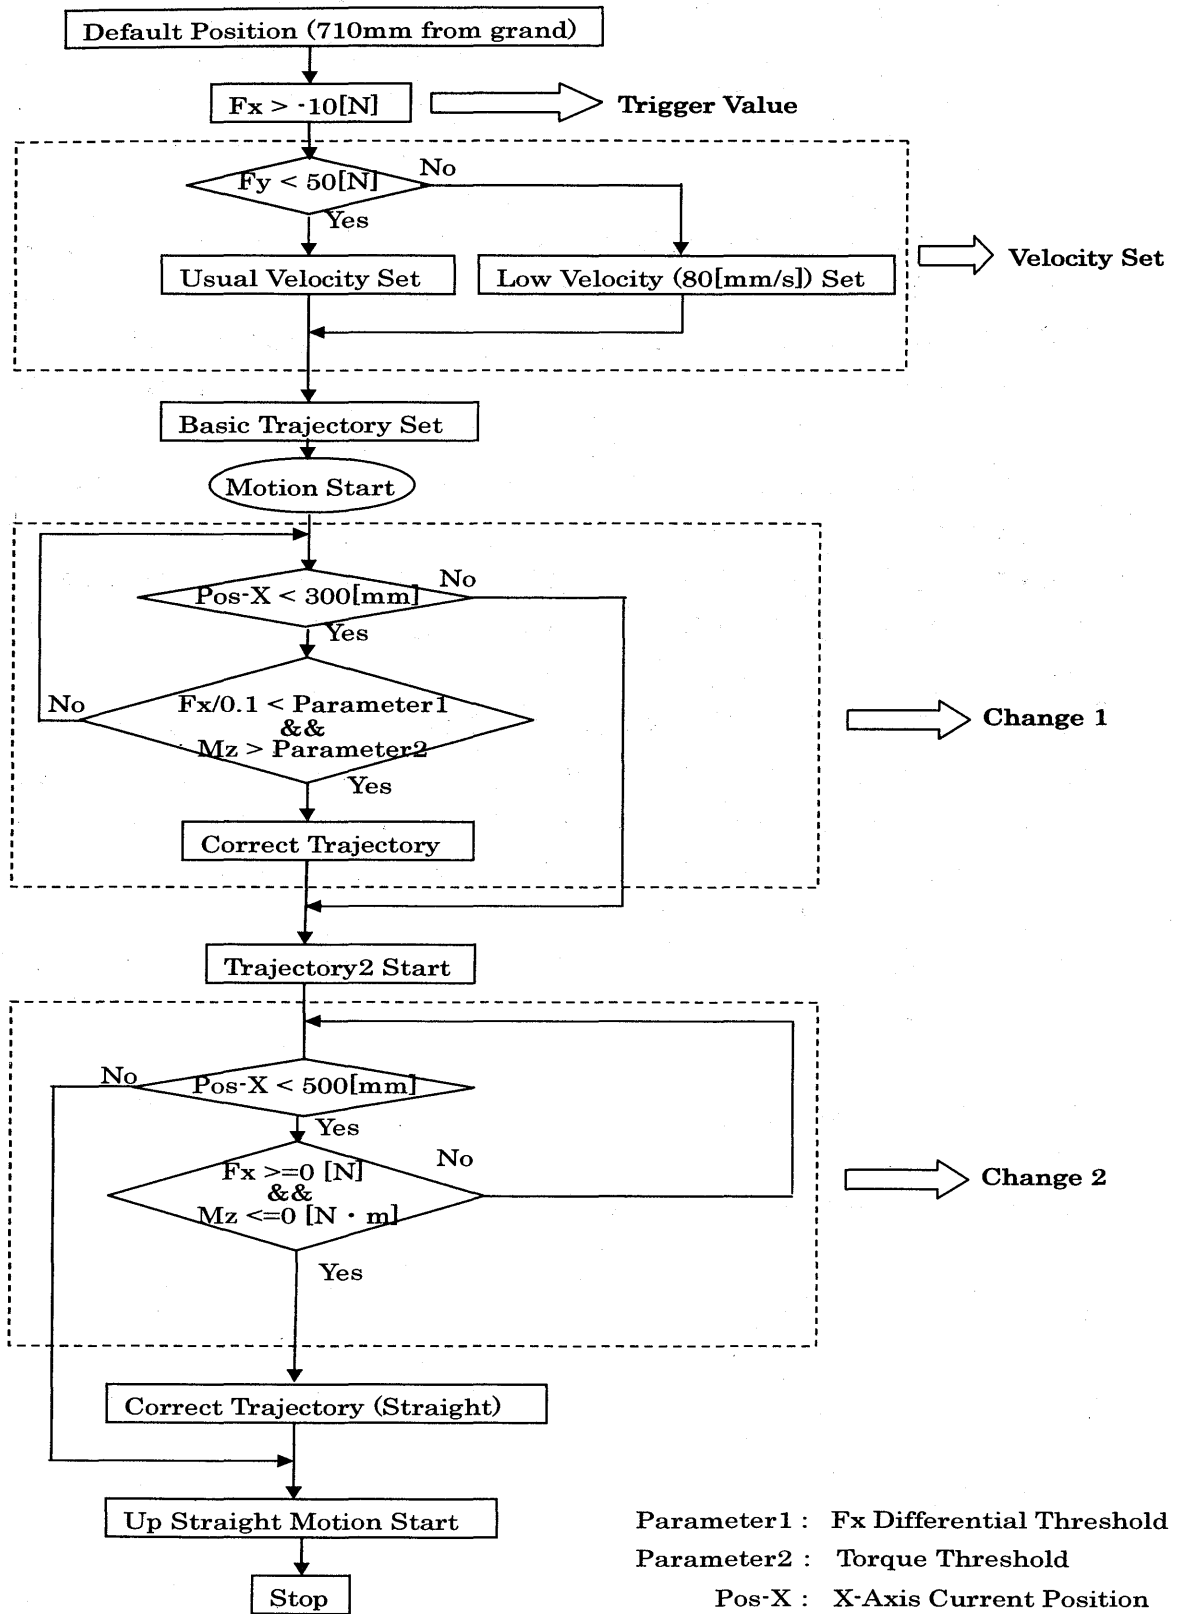 Default Position (710mm from grand)
Fx > -10[N]
Trigger Value
Fy < 50[N]
No
Yes
Usual Velocity Set
Low Velocity (80[mm/s]) Set
Velocity Set
Basic Trajectory Set
Motion Start
Pos-X < 300[mm]
No
Yes
No
Fx/0.1 < Parameter1
&&
Mz > Parameter2
Change 1
Yes
Correct Trajectory
Trajectory2 Start
No
Pos-X < 500[mm]
Yes
Fx >=0 [N]
&&
Mz <=0 [N・m]
No
Change 2
Yes
Correct Trajectory (Straight)
Up Straight Motion Start
Stop
Parameter1 : Fx Differential Threshold
Parameter2 : Torque Threshold
Pos-X : X-Axis Current Position